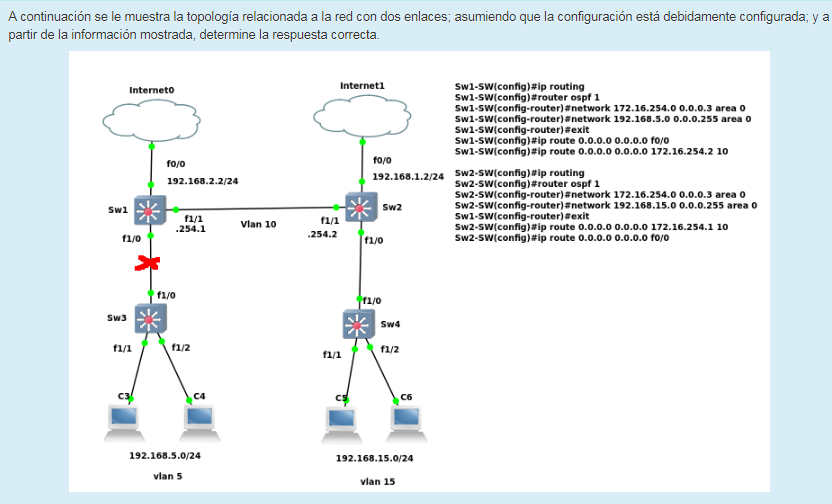 A continuación se le muestra la topología relacionada a la red con dos enlaces; asumiendo que la configuración está debidamente configurada; y a
partir de la información mostrada, determine la respuesta correcta.
Internet0
Internet1
f0/0
192.168.2.2/24
f0/0
192.168.1.2/24
Sw1
f1/1
.254.1
Vlan 10
f1/1
.254.2
Sw2
f1/0
f1/0
f1/0
f1/0
Sw3
Sw4
f1/1
f1/2
f1/1
f1/2
C3
C4
C5
C6
192.168.5.0/24
192.168.15.0/24
vlan 5
vlan 15
Sw1-SW(config)#ip routing
Sw1-SW(config)#router ospf 1
Sw1-SW(config-router)#network 172.16.254.0 0.0.0.3 area 0
Sw1-SW(config-router)#network 192.168.5.0 0.0.0.255 area 0
Sw1-SW(config-router)#exit
Sw1-SW(config)#ip route 0.0.0.0 0.0.0.0 f0/0
Sw1-SW(config)#ip route 0.0.0.0 0.0.0.0 172.16.254.2 10
Sw2-SW(config)#ip routing
Sw2-SW(config)#router ospf 1
Sw2-SW(config-router)#network 172.16.254.0 0.0.0.3 area 0
Sw2-SW(config-router)#network 192.168.15.0 0.0.0.255 area 0
Sw1-SW(config-router)#exit
Sw2-SW(config)#ip route 0.0.0.0 0.0.0.0 172.16.254.1 10
Sw2-SW(config)#ip route 0.0.0.0 0.0.0.0 f0/0